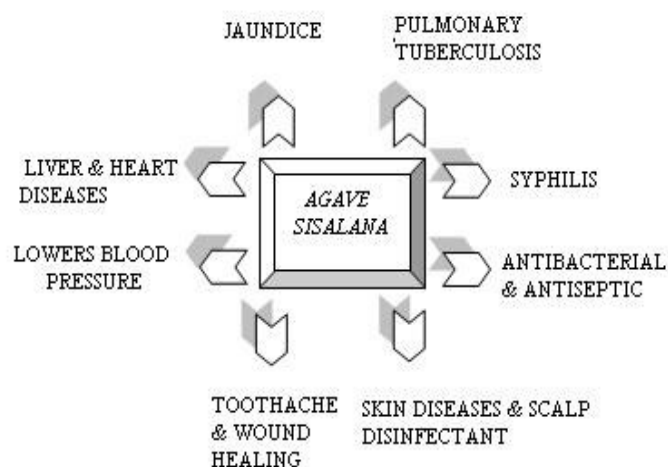 JAUNDICE
PULMONARY
TUBERCULOSIS
LIVER & HEART
DISEASES
AGAVE
SISALANA
SYPHILIS
LOWERS BLOOD
PRESSURE
ANTIBACTERIAL
& ANTISEPTIC
TOOTHACHE
& WOUND
HEALING
SKIN DISEASES & SCALP
DISINFECTANT